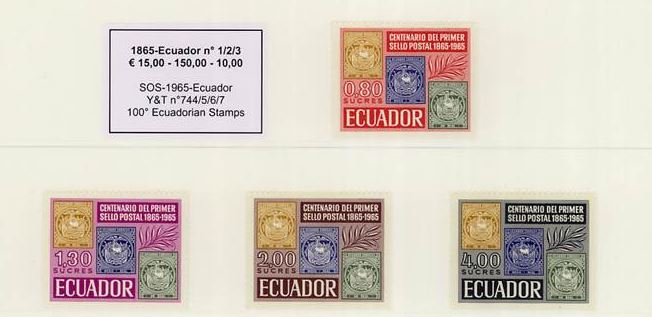 1865-Ecuador n° 1/2/3
€ 15,00 - 150,00 - 10,00
SOS-1965-Ecuador
Y&T n°744/5/6/7
100° Ecuadorian Stamps
CENTENARIO DEL PRIMER
SELLO POSTAL 1865-1965
0,80
SUCRES
ECUADOR
CENTENARIO DEL PRIMER
SELLO POSTAL 1865-1965
1,30
SUCRES
ECUADOR
CENTENARIO DEL PRIMER
SELLO POSTAL 1865-1965
2,00
SUCRES
ECUADOR
CENTENARIO DEL PRIMER
SELLO POSTAL 1865-1965
4,00
SUCRES
ECUADOR